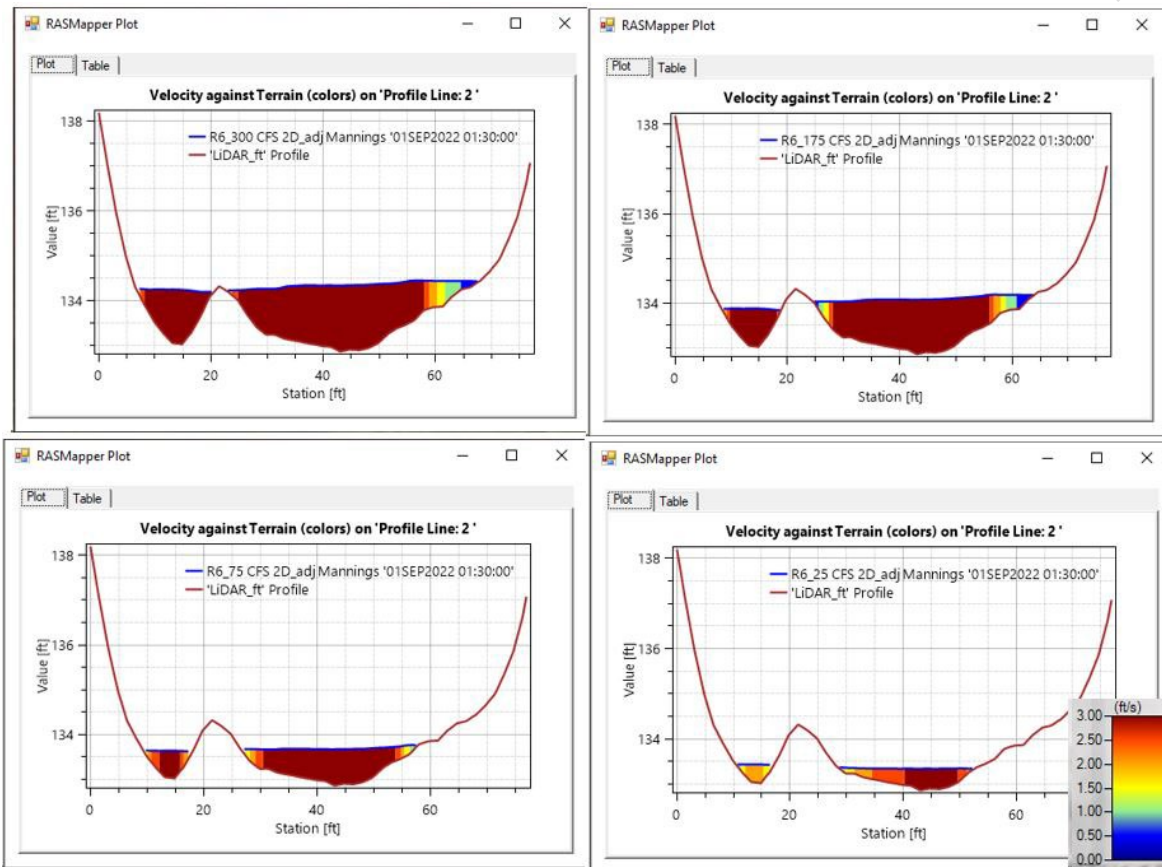 RASMapper Plot
Plot Table
Velocity against Terrain (colors) on 'Profile Line: 2 '
R6_300 CFS 2D_adj Mannings '01SEP2022 01:30:00'
'LiDAR_ft' Profile
138
136
134
Value [ft]
0 20 40 60
Station [ft]
RASMapper Plot
Plot Table
Velocity against Terrain (colors) on 'Profile Line: 2 '
R6_175 CFS 2D_adj Mannings '01SEP2022 01:30:00'
'LiDAR_ft' Profile
138
136
134
Value [ft]
0 20 40 60
Station [ft]
RASMapper Plot
Plot Table
Velocity against Terrain (colors) on 'Profile Line: 2 '
R6_75 CFS 2D_adj Mannings '01SEP2022 01:30:00'
'LiDAR_ft' Profile
138
136
134
Value [ft]
0 20 40 60
Station [ft]
RASMapper Plot
Plot Table
Velocity against Terrain (colors) on 'Profile Line: 2 '
R6_25 CFS 2D_adj Mannings '01SEP2022 01:30:00'
'LiDAR_ft' Profile
138
136
134
Value [ft]
0 20 40 60
Station [ft]
(ft/s)
3.00
2.50
2.00
1.50
1.00
0.50
0.00